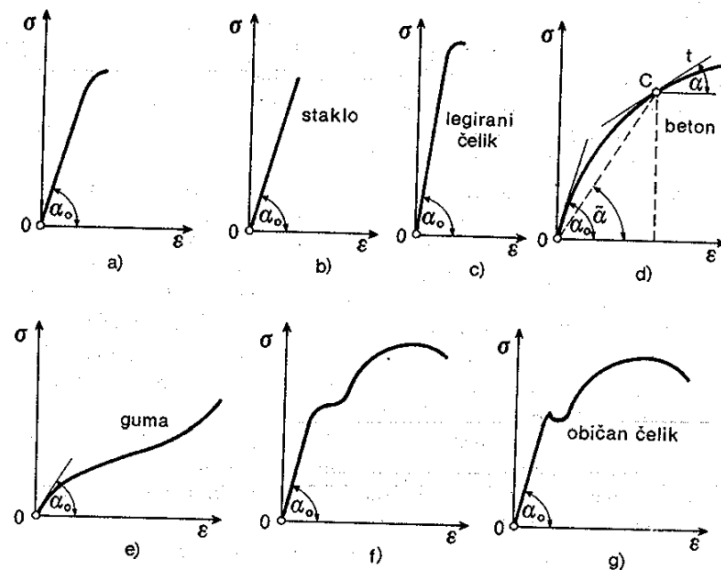 σ
0
α₀
ε
a)
σ
staklo
0
α₀
ε
b)
σ
legirani
čelik
0
α₀
ε
c)
σ
C
t
α
beton
α₀
α̃
0
ε
d)
σ
guma
α₀
0
ε
e)
σ
α₀
0
ε
f)
σ
običan čelik
α₀
0
ε
g)